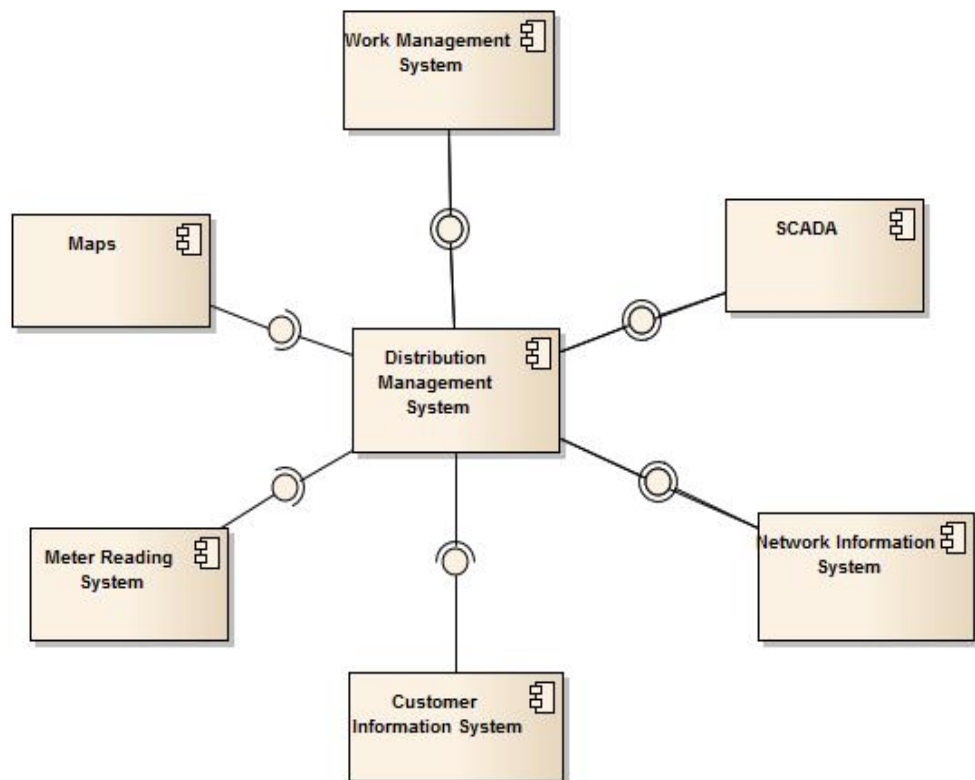 Work Management
System
Maps
SCADA
Distribution
Management
System
Meter Reading
System
Network Information
System
Customer
Information System